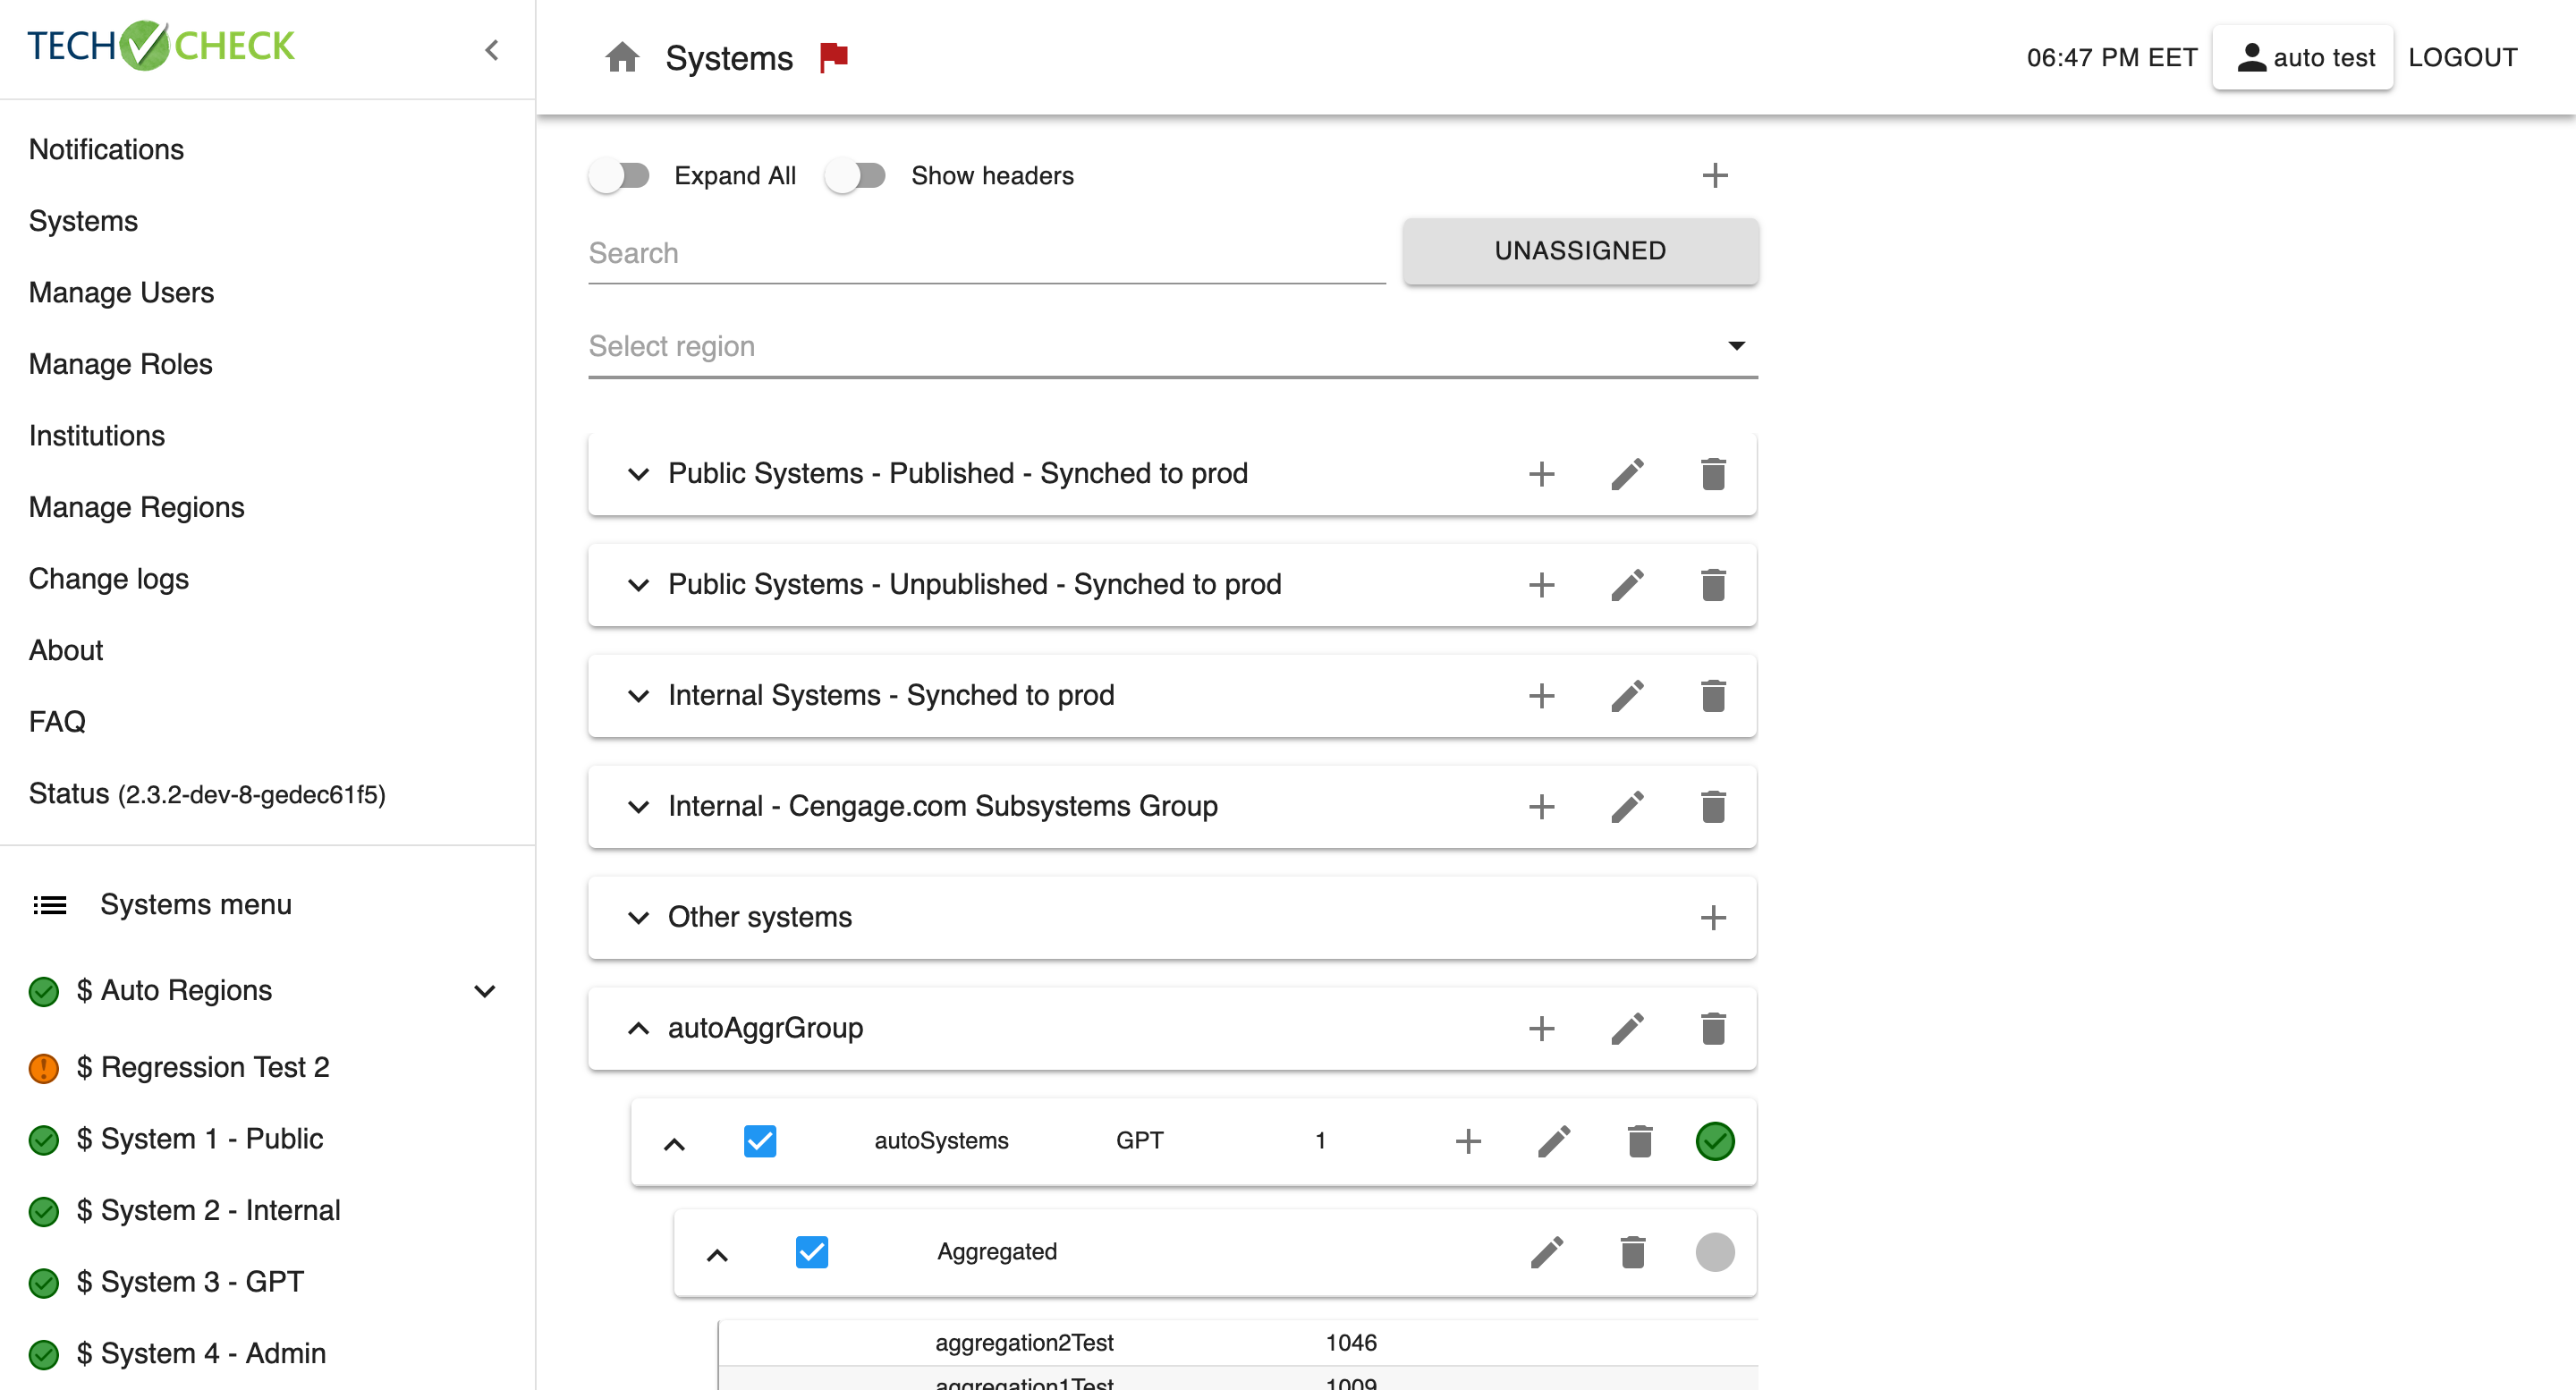 TECH CHECK
Systems
06:47 PM EET
auto test
LOGOUT
Notifications
Systems
Manage Users
Manage Roles
Institutions
Manage Regions
Change logs
About
FAQ
Status (2.3.2-dev-8-gedec61f5)
Systems menu
$ Auto Regions
$ Regression Test 2
$ System 1 - Public
$ System 2 - Internal
$ System 3 - GPT
$ System 4 - Admin
Expand All
Show headers
Search
UNASSIGNED
Select region
Public Systems - Published - Synched to prod
Public Systems - Unpublished - Synched to prod
Internal Systems - Synched to prod
Internal - Cengage.com Subsystems Group
Other systems
autoAggrGroup
autoSystems GPT 1
Aggregated
aggregation2Test 1046
aggregation1Test 1009